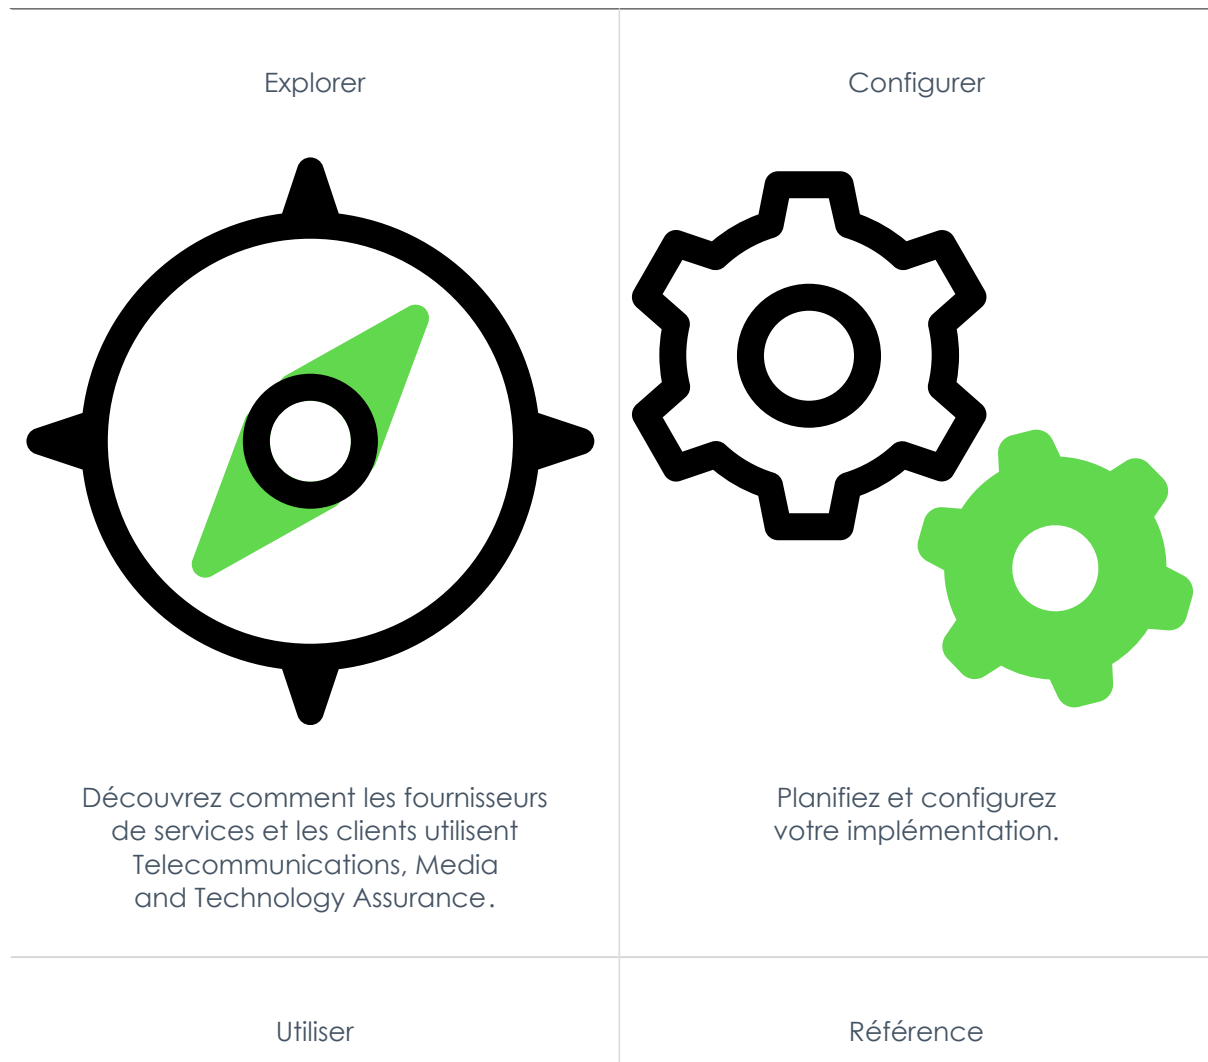 Explorer
Configurer
Découvrez comment les fournisseurs
de services et les clients utilisent
Telecommunications, Media
and Technology Assurance.
Planifiez et configurez
votre implémentation.
Utiliser
Référence